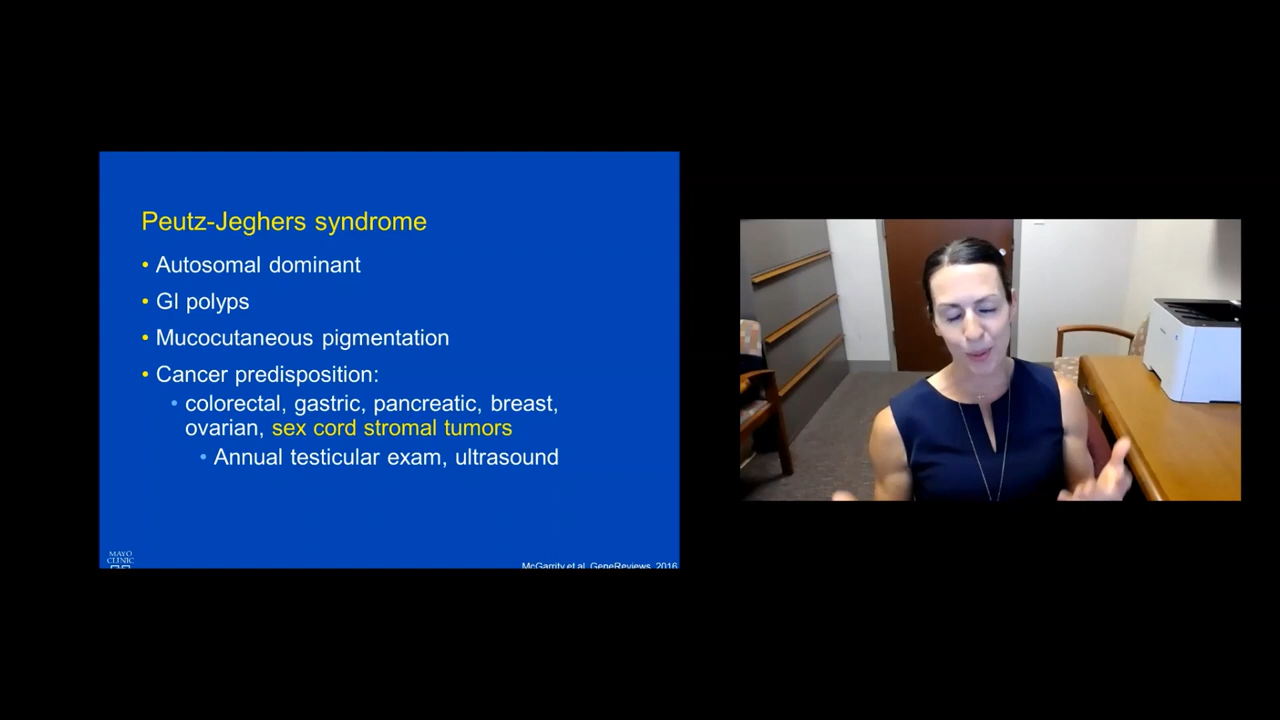 Peutz-Jeghers syndrome
• Autosomal dominant
• GI polyps
• Mucocutaneous pigmentation
• Cancer predisposition:
• colorectal, gastric, pancreatic, breast,
ovarian, sex cord stromal tumors
• Annual testicular exam, ultrasound
MAYO
CLINIC
McGarrity et al, GeneReviews, 2016